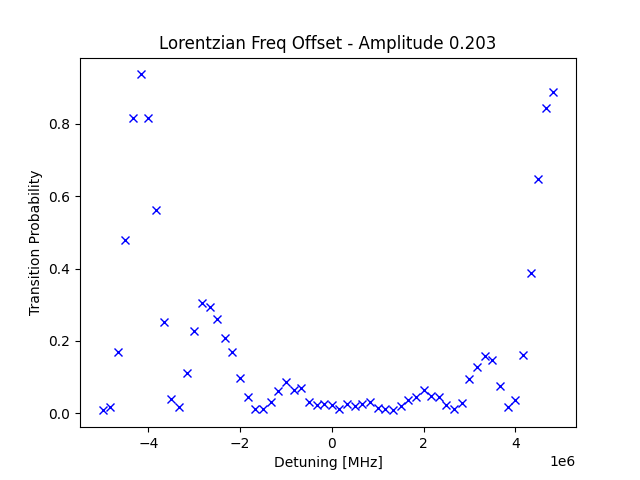 Lorentzian Freq Offset - Amplitude 0.203
Transition Probability
0.8
0.6
0.4
0.2
0.0
−4
−2
0
2
4
1e6
Detuning [MHz]